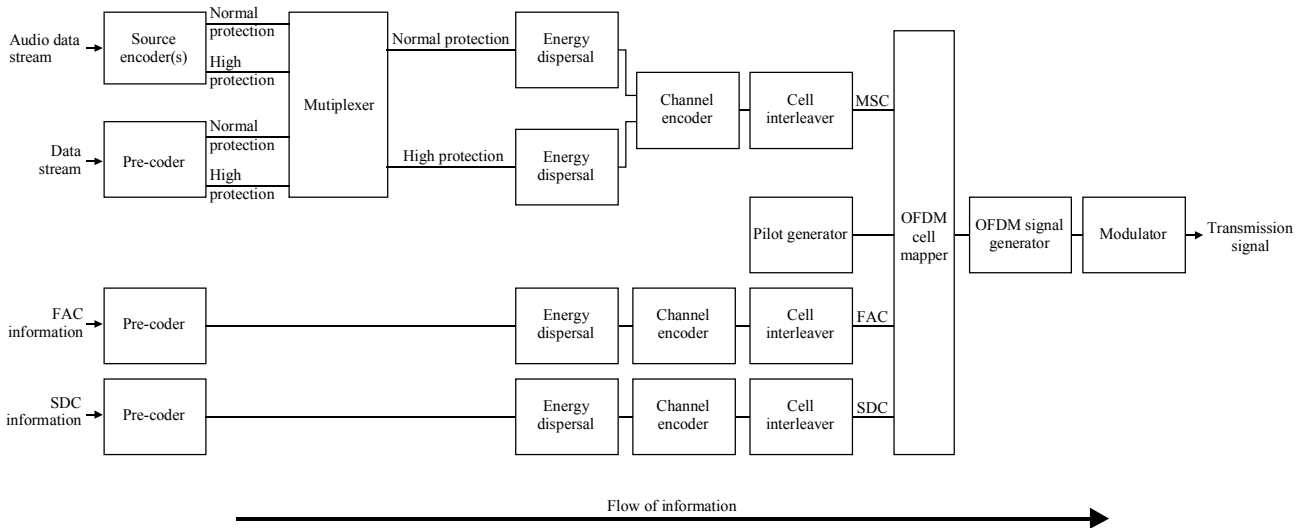 Audio data
stream
Source
encoder(s)
Normal
protection
High
protection
Mutiplexer
Normal protection
Energy
dispersal
Channel
encoder
Cell
interleaver
MSC
Data
stream
Pre-coder
Normal
protection
High
protection
High protection
Energy
dispersal
Pilot generator
OFDM
cell
mapper
OFDM signal
generator
Modulator
Transmission
signal
FAC
information
Pre-coder
Energy
dispersal
Channel
encoder
Cell
interleaver
FAC
SDC
information
Pre-coder
Energy
dispersal
Channel
encoder
Cell
interleaver
SDC
Flow of information